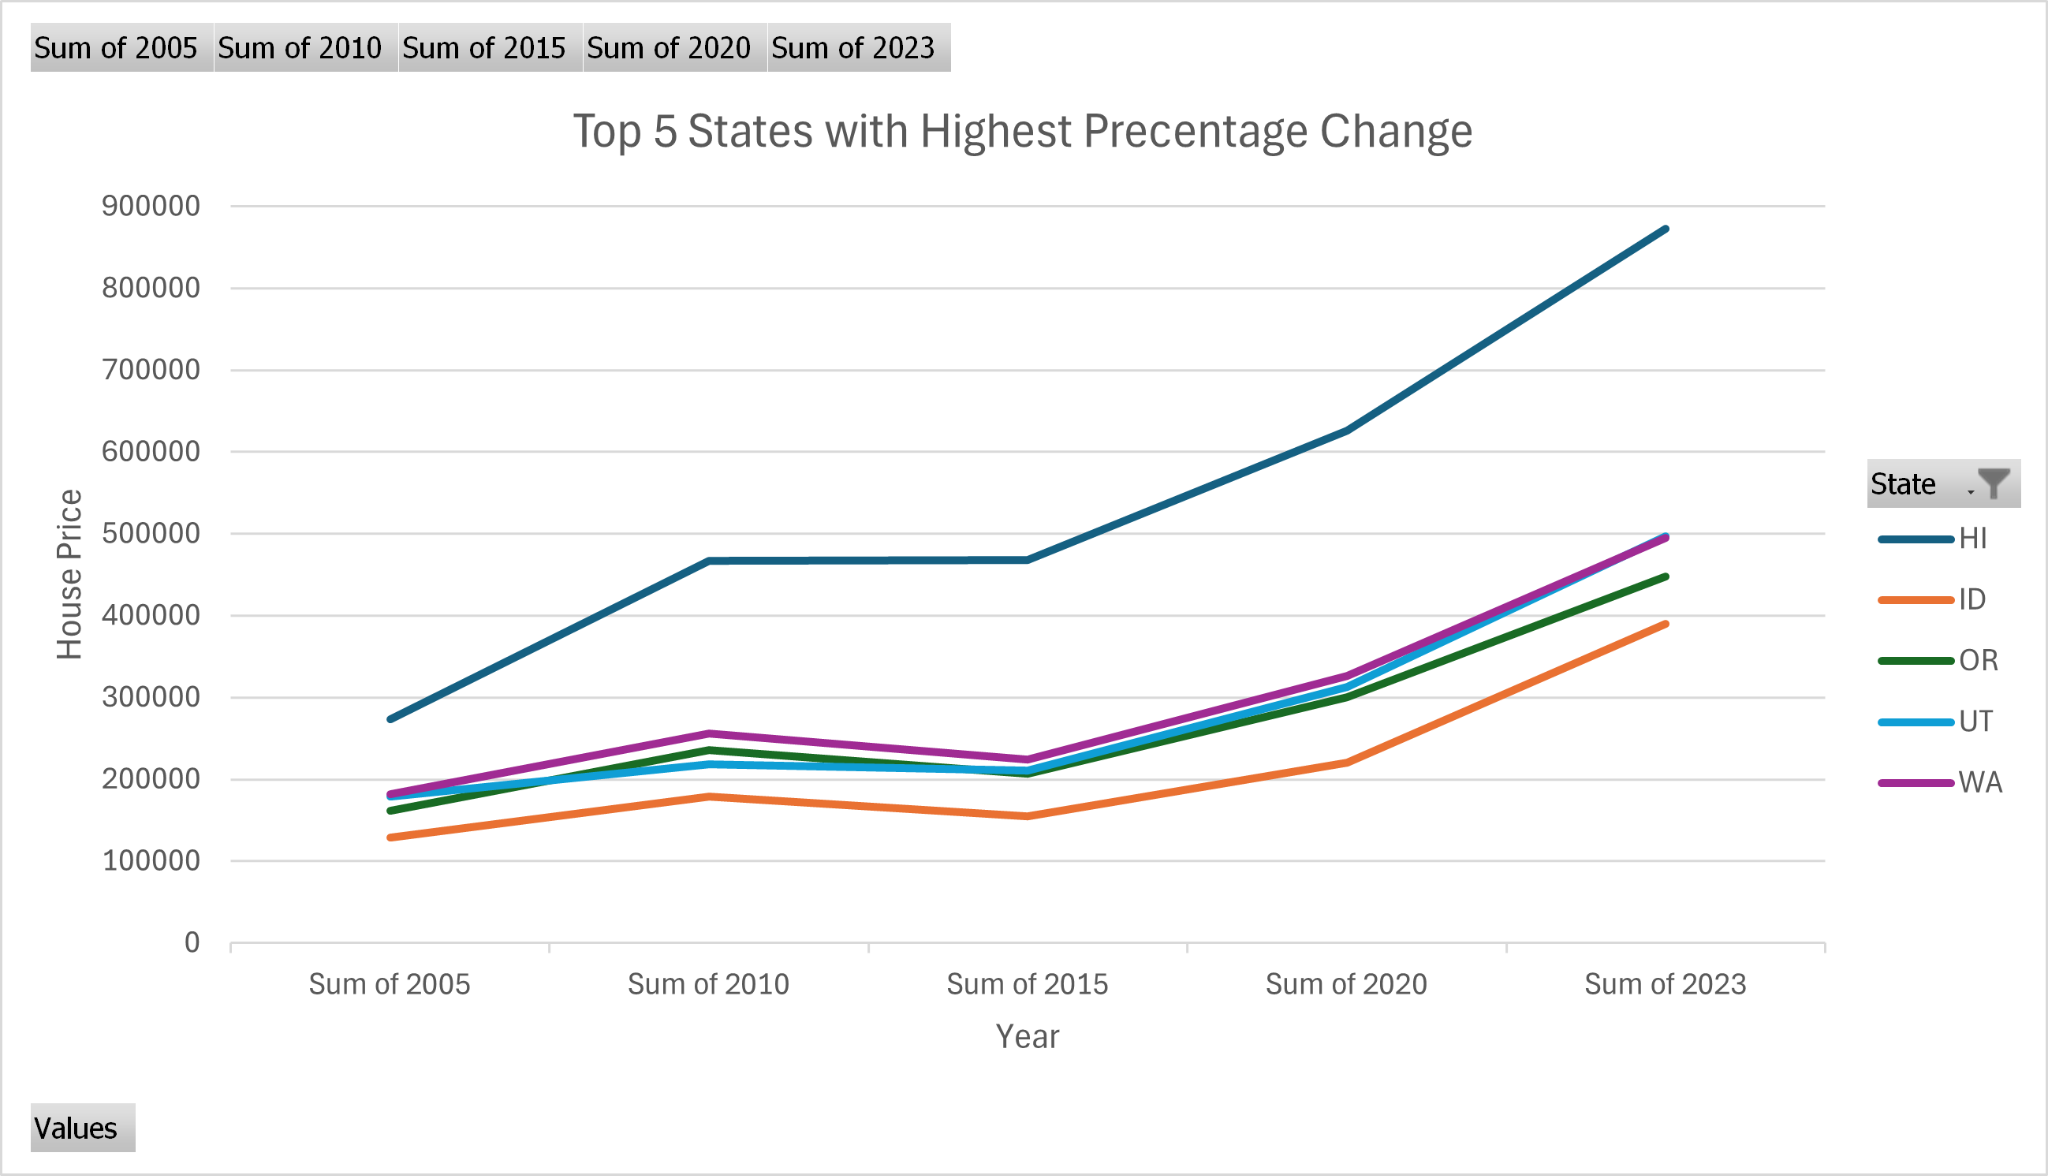 Sum of 2005 Sum of 2010 Sum of 2015 Sum of 2020 Sum of 2023
Top 5 States with Highest Precentage Change
900000
800000
700000
600000
500000
400000
300000
200000
100000
0
House Price
Sum of 2005 Sum of 2010 Sum of 2015 Sum of 2020 Sum of 2023
Year
State
HI
ID
OR
UT
WA
Values